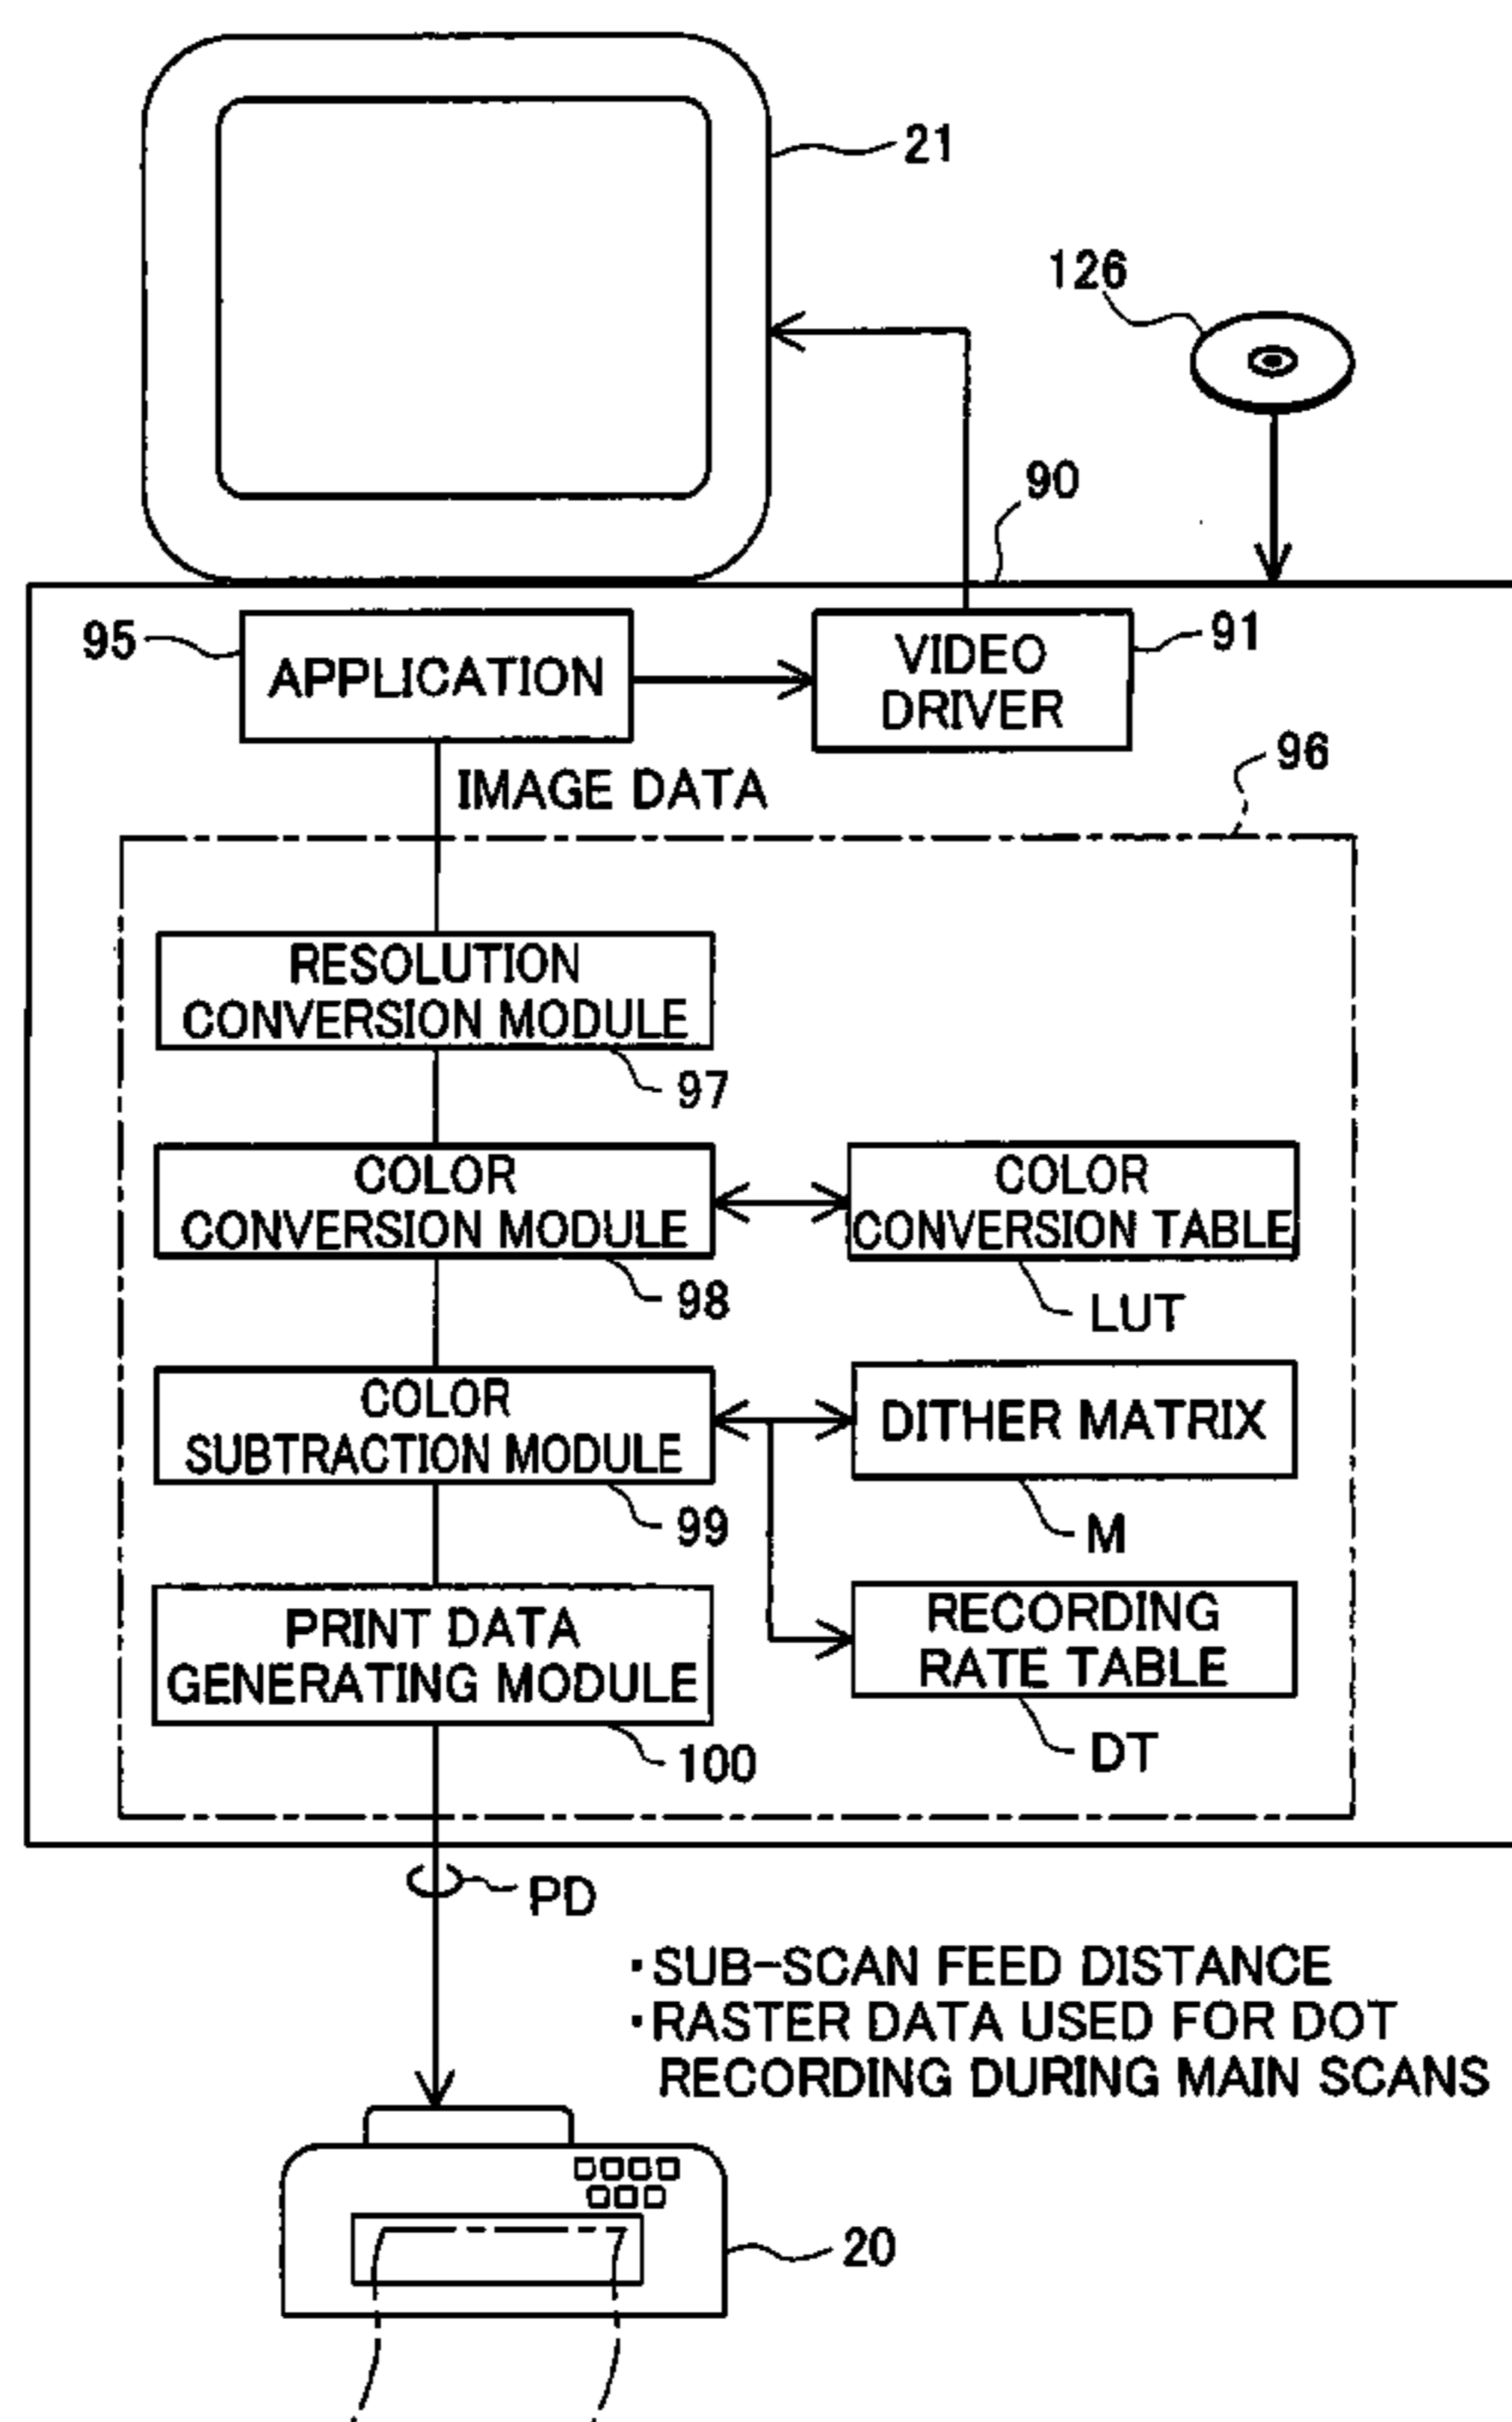 21
126
90
95
APPLICATION
VIDEO
DRIVER
91
IMAGE DATA
96
RESOLUTION
CONVERSION MODULE
97
COLOR
CONVERSION MODULE
98
COLOR
CONVERSION TABLE
LUT
COLOR
SUBTRACTION MODULE
99
DITHER MATRIX
M
PRINT DATA
GENERATING MODULE
100
RECORDING
RATE TABLE
DT
PD
・SUB-SCAN FEED DISTANCE
・RASTER DATA USED FOR DOT
RECORDING DURING MAIN SCANS
20